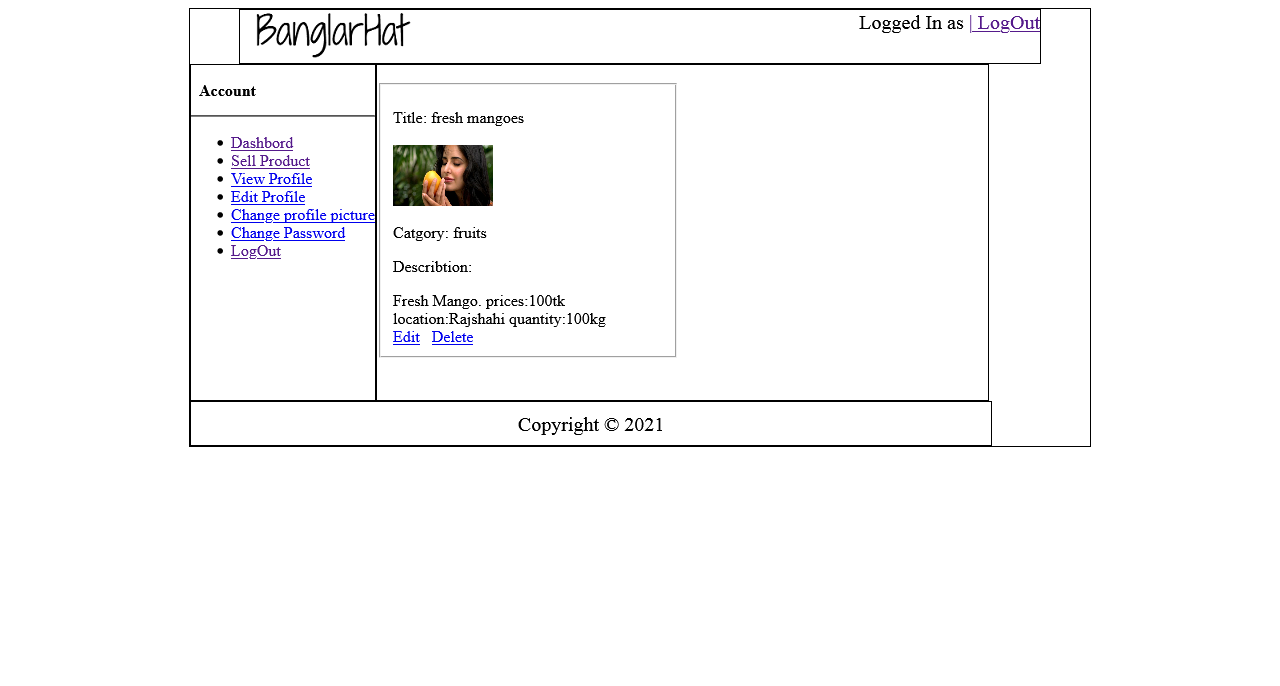 BanglarHat
Logged In as | LogOut
Account
Dashbord
Sell Product
View Profile
Edit Profile
Change profile picture
Change Password
LogOut
Title: fresh mangoes
Catgory: fruits
Describtion:
Fresh Mango. prices:100tk
location:Rajshahi quantity:100kg
Edit Delete
Copyright © 2021